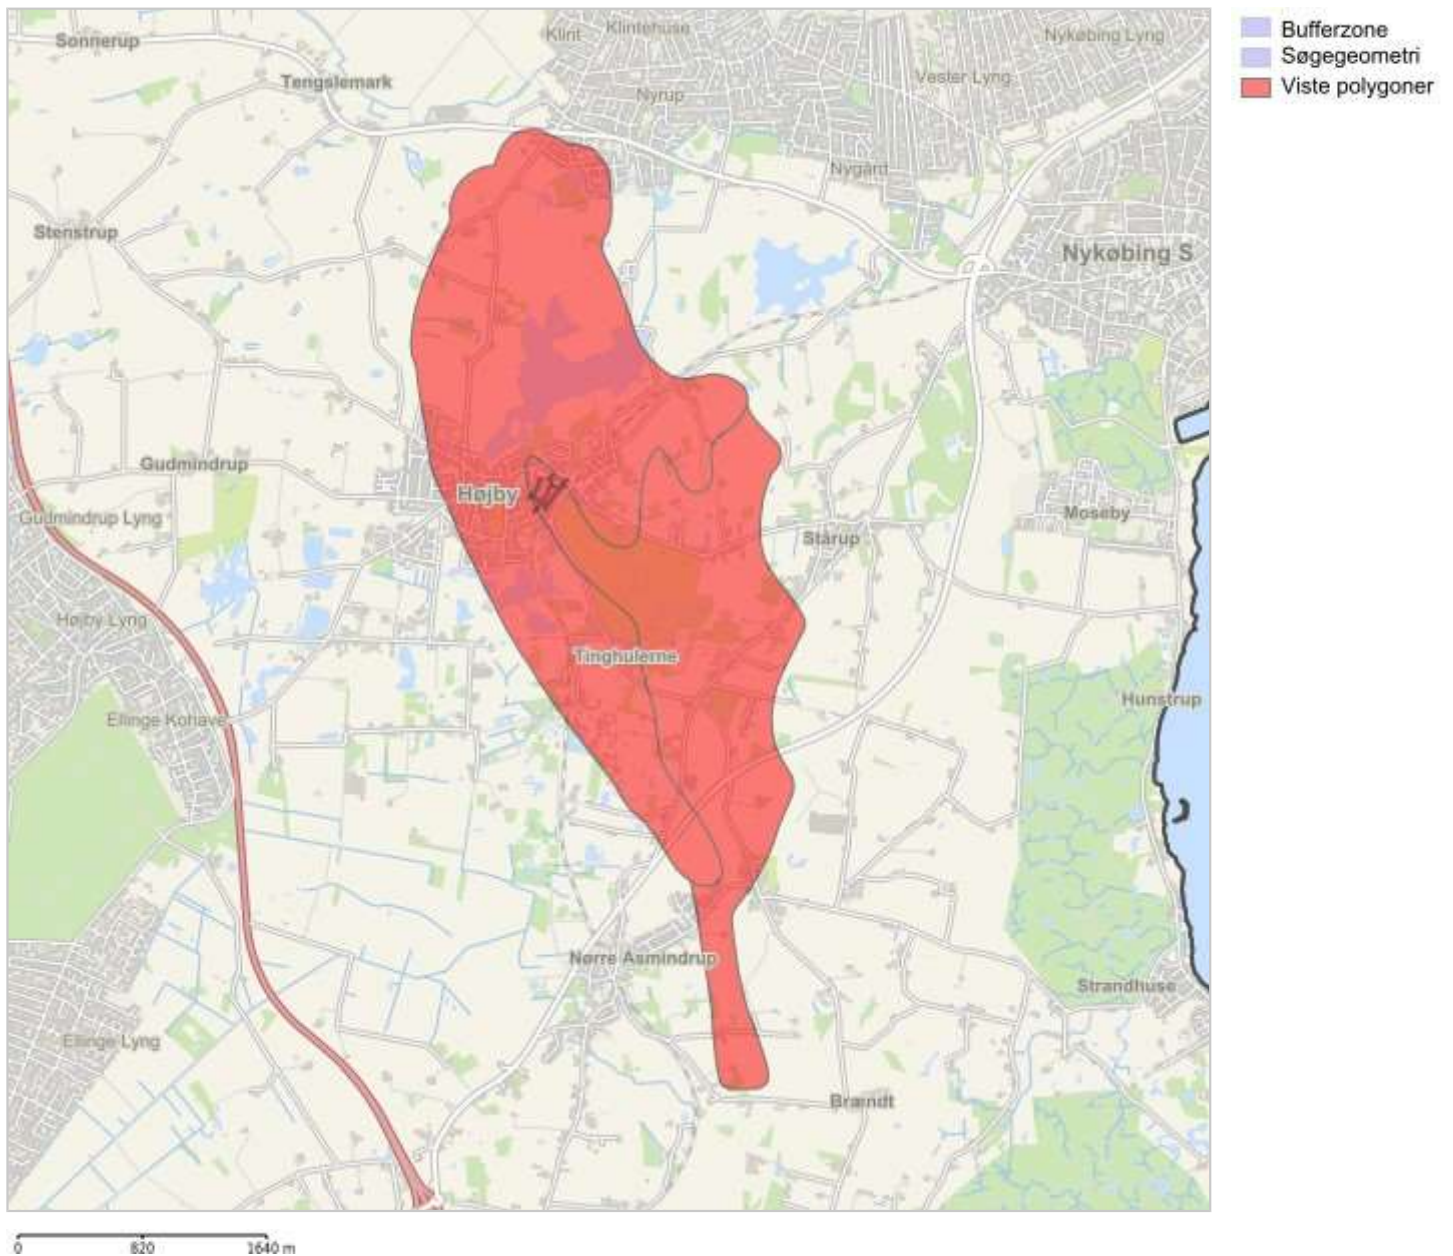 Bufferzone
Søgegeometri
Viste polygoner
Sonnerup
Klint
Klintehuse
Nykøbing Lyng
Tengslemark
Vester Lyng
Nyrup
Nygård
Stenstrup
Nykøbing S
Gudmindrup
Højby
Gudmindrup Lyng
Moseby
Stårup
Højby Lyng
Tinghulerne
Hunstrup
Ellinge Kohave
Nørre Asmindrup
Strandhuse
Ellinge Lyng
Brændt
0 820 1640 m